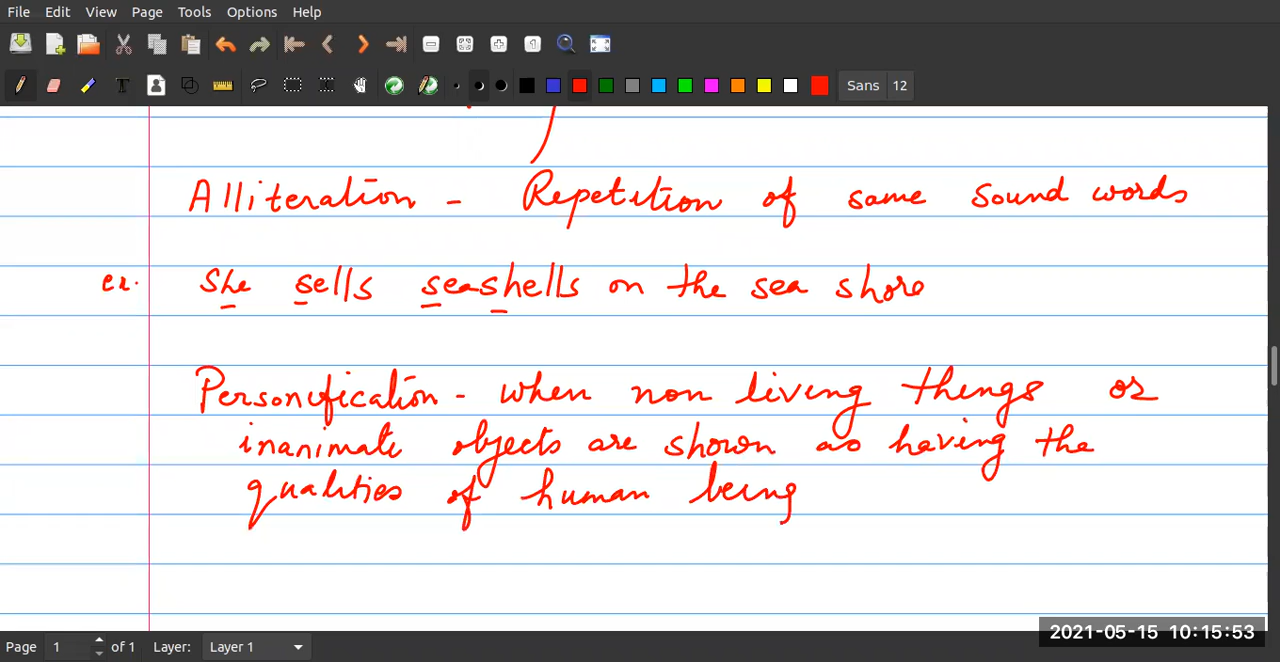 File Edit View Page Tools Options Help
T 1 Sans 12
Alliteration - Repetition of same sound words
ex. She sells seashells on the sea shore
Personification - when non living things or
inanimate objects are shown as having the
qualities of human being
2021-05-15 10:15:53
Page 1 of 1 Layer: Layer 1